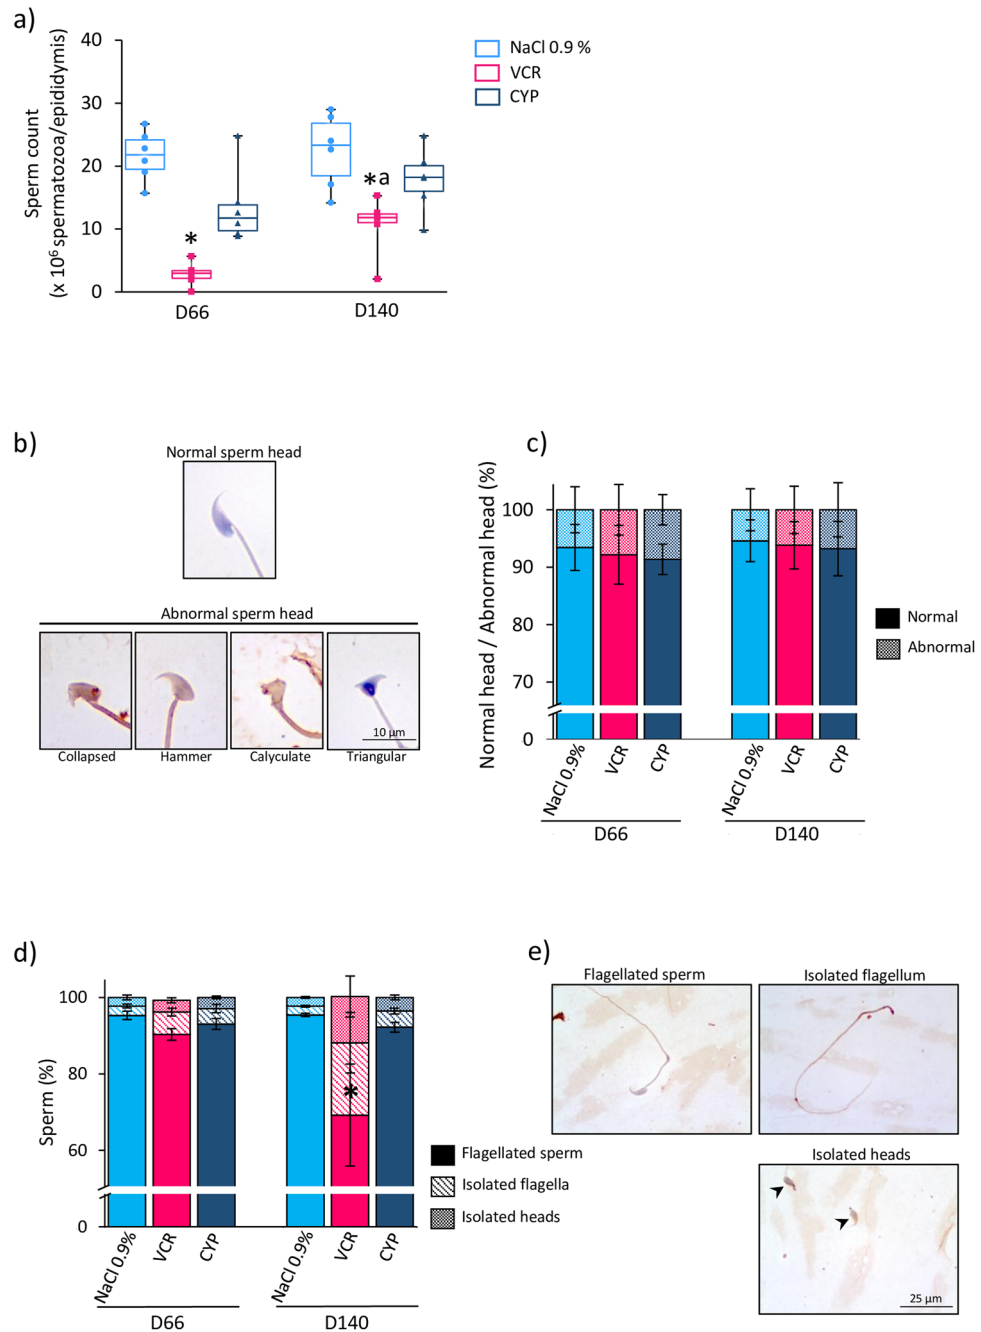 a)
40
30
20
10
0
Sperm count
(x 10⁶ spermatozoa/epididymis)
NaCl 0.9 %
VCR
CYP
*
*a
D66
D140
b)
Normal sperm head
Abnormal sperm head
10 µm
Collapsed
Hammer
Calyculate
Triangular
c)
Normal head / Abnormal head (%)
100
90
80
70
0
Normal
Abnormal
NaCl 0.9%
VCR
CYP
NaCl 0.9%
VCR
CYP
D66
D140
d)
Sperm (%)
100
80
60
0
*
Flagellated sperm
Isolated flagella
Isolated heads
NaCl 0.9%
VCR
CYP
NaCl 0.9%
VCR
CYP
D66
D140
e)
Flagellated sperm
Isolated flagellum
Isolated heads
25 µm